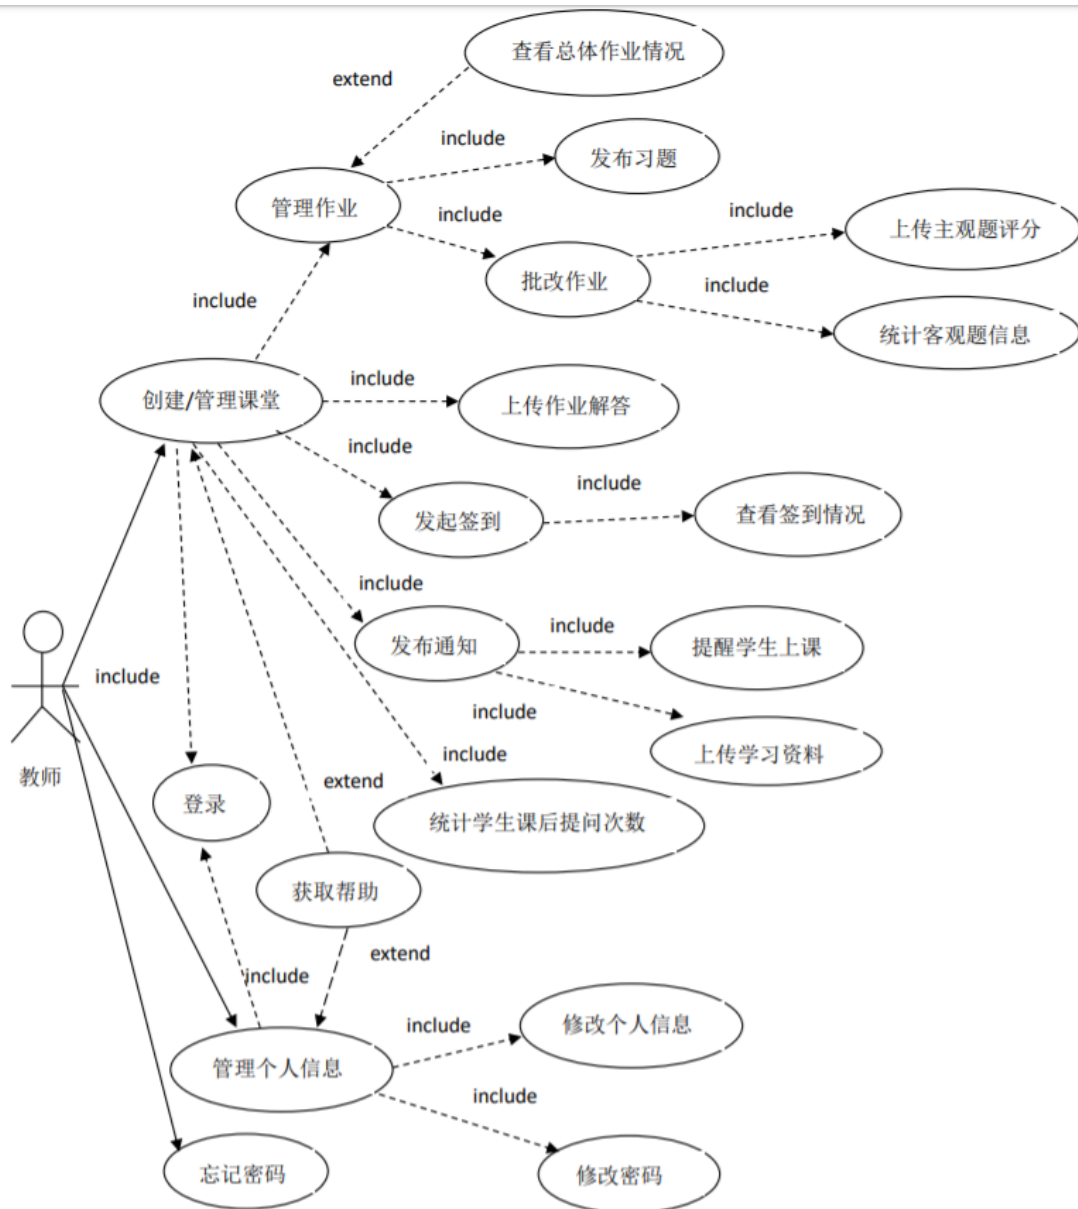 查看总体作业情况
extend
include
发布习题
管理作业
include
include
上传主观题评分
批改作业
include
include
统计客观题信息
创建/管理课堂
include
上传作业解答
include
include
发起签到
查看签到情况
include
发布通知
include
提醒学生上课
include
include
上传学习资料
include
教师
extend
登录
统计学生课后提问次数
获取帮助
extend
include
include
修改个人信息
管理个人信息
include
忘记密码
修改密码